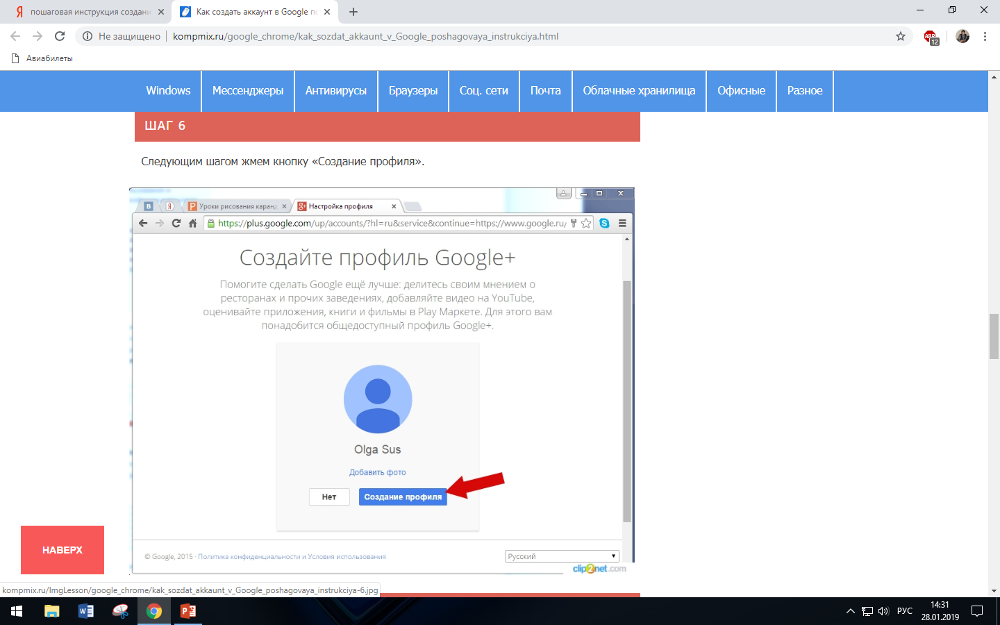 пошаговая инструкция создани
Как создать аккаунт в Google по
Не защищено
kompmix.ru/google_chrome/kak_sozdat_akkaunt_v_Google_poshagovaya_instrukciya.html
ABP
12
Авиабилеты
Windows
Мессенджеры
Антивирусы
Браузеры
Соц. сети
Почта
Облачные хранилища
Офисные
Разное
ШАГ 6
Следующим шагом жмем кнопку «Создание профиля».
Уроки рисования каранд
Настройка профиля
https://plus.google.com/up/accounts/?hl=ru&service&continue=https://www.google.ru/
Создайте профиль Google+
Помогите сделать Google ещё лучше: делитесь своим мнением о
ресторанах и прочих заведениях, добавляйте видео на YouTube,
оценивайте приложения, книги и фильмы в Play Маркете. Для этого вам
понадобится общедоступный профиль Google+.
Olga Sus
Добавить фото
Нет
Создание профиля
© Google, 2015 · Политика конфиденциальности и Условия использования
Русский
clip2net.com
НАВЕРХ
kompmix.ru/ImgLesson/google_chrome/kak_sozdat_akkaunt_v_Google_poshagovaya_instrukciya-6.jpg
РУС
14:31
28.01.2019